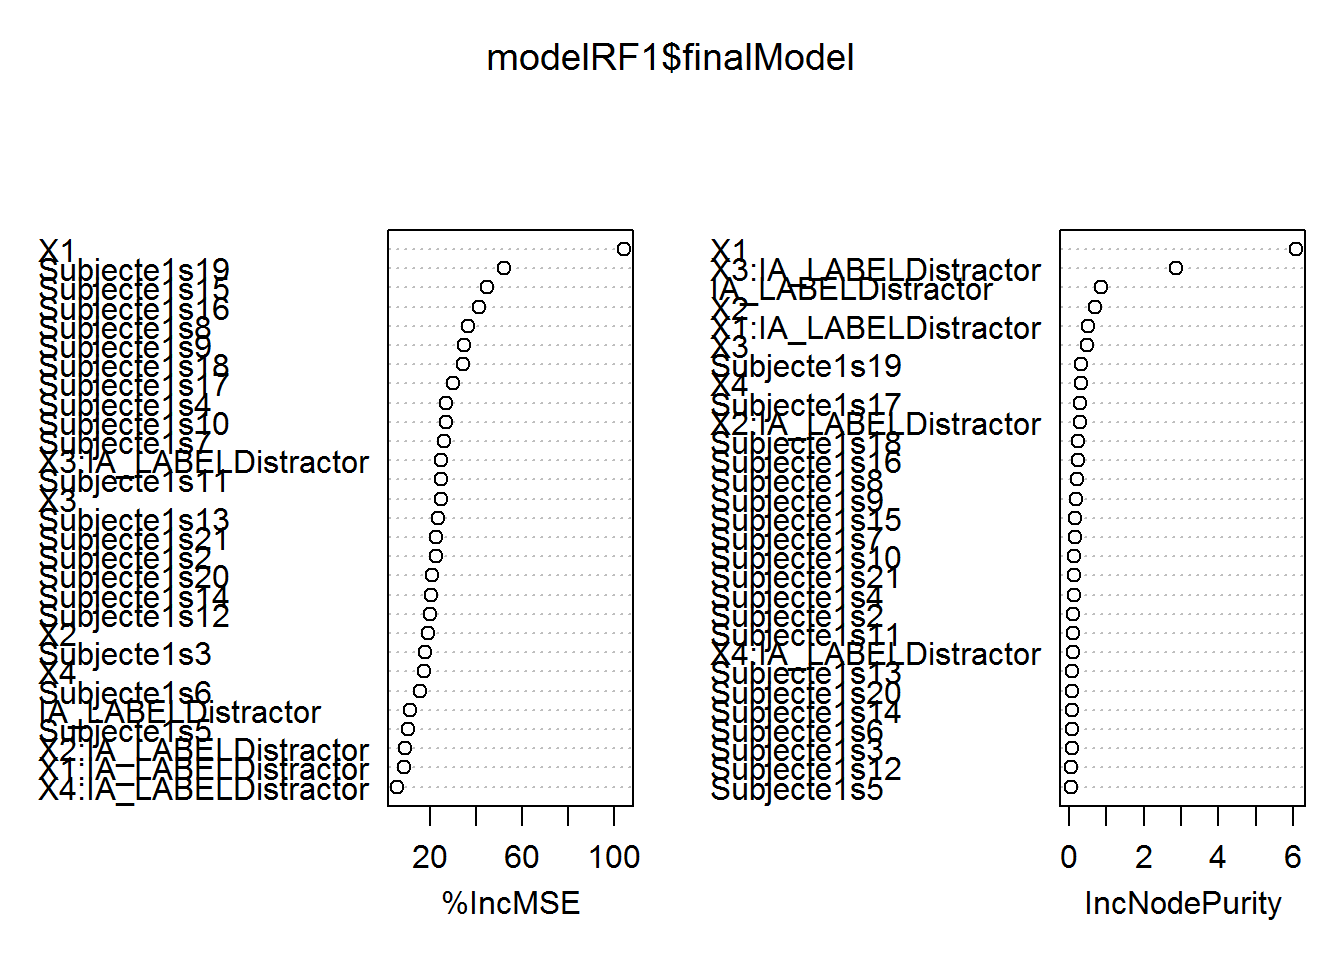 modelRF1$finalModel
X1
Subjecte1s19
Subjecte1s15
Subjecte1s16
Subjecte1s8
Subjecte1s9
Subjecte1s18
Subjecte1s17
Subjecte1s4
Subjecte1s10
Subjecte1s7
X3:IA_LABELDistractor
Subjecte1s11
X3
Subjecte1s13
Subjecte1s21
Subjecte1s2
Subjecte1s20
Subjecte1s14
Subjecte1s12
X2
Subjecte1s3
X4
Subjecte1s6
IA_LABELDistractor
Subjecte1s5
X2:IA_LABELDistractor
X1:IA_LABELDistractor
X4:IA_LABELDistractor
20 60 100
%IncMSE
X1
X3:IA_LABELDistractor
IA_LABELDistractor
X2
X1:IA_LABELDistractor
X3
Subjecte1s19
X4
Subjecte1s17
X2:IA_LABELDistractor
Subjecte1s18
Subjecte1s16
Subjecte1s8
Subjecte1s9
Subjecte1s15
Subjecte1s7
Subjecte1s10
Subjecte1s21
Subjecte1s4
Subjecte1s2
Subjecte1s11
X4:IA_LABELDistractor
Subjecte1s13
Subjecte1s20
Subjecte1s14
Subjecte1s6
Subjecte1s3
Subjecte1s12
Subjecte1s5
0 2 4 6
IncNodePurity